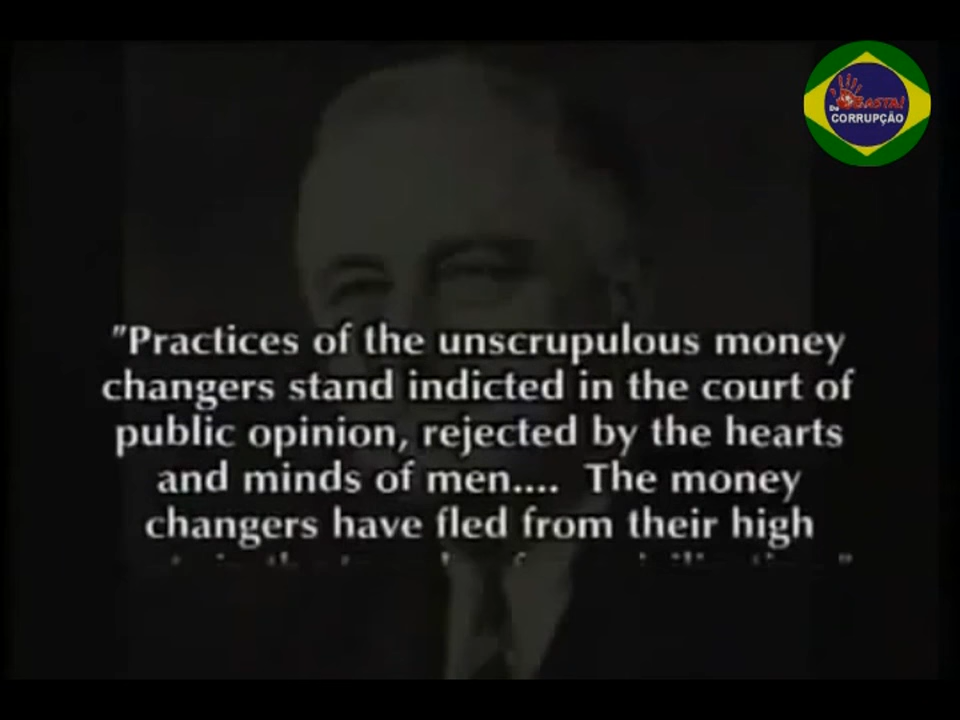 BASTA!
De
CORRUPÇÃO
"Practices of the unscrupulous money
changers stand indicted in the court of
public opinion, rejected by the hearts
and minds of men.... The money
changers have fled from their high